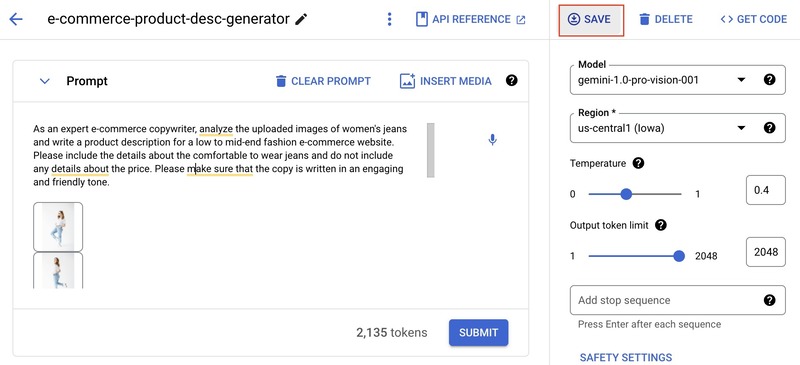 e-commerce-product-desc-generator
API REFERENCE
SAVE
DELETE
<> GET CODE
Prompt
CLEAR PROMPT
INSERT MEDIA
As an expert e-commerce copywriter, analyze the uploaded images of women's jeans
and write a product description for a low to mid-end fashion e-commerce website.
Please include the details about the comfortable to wear jeans and do not include
any details about the price. Please make sure that the copy is written in an engaging
and friendly tone.
2,135 tokens
SUBMIT
Model
gemini-1.0-pro-vision-001
Region *
us-central1 (Iowa)
Temperature
0
1
0.4
Output token limit
1
2048
2048
Add stop sequence
Press Enter after each sequence
SAFETY SETTINGS